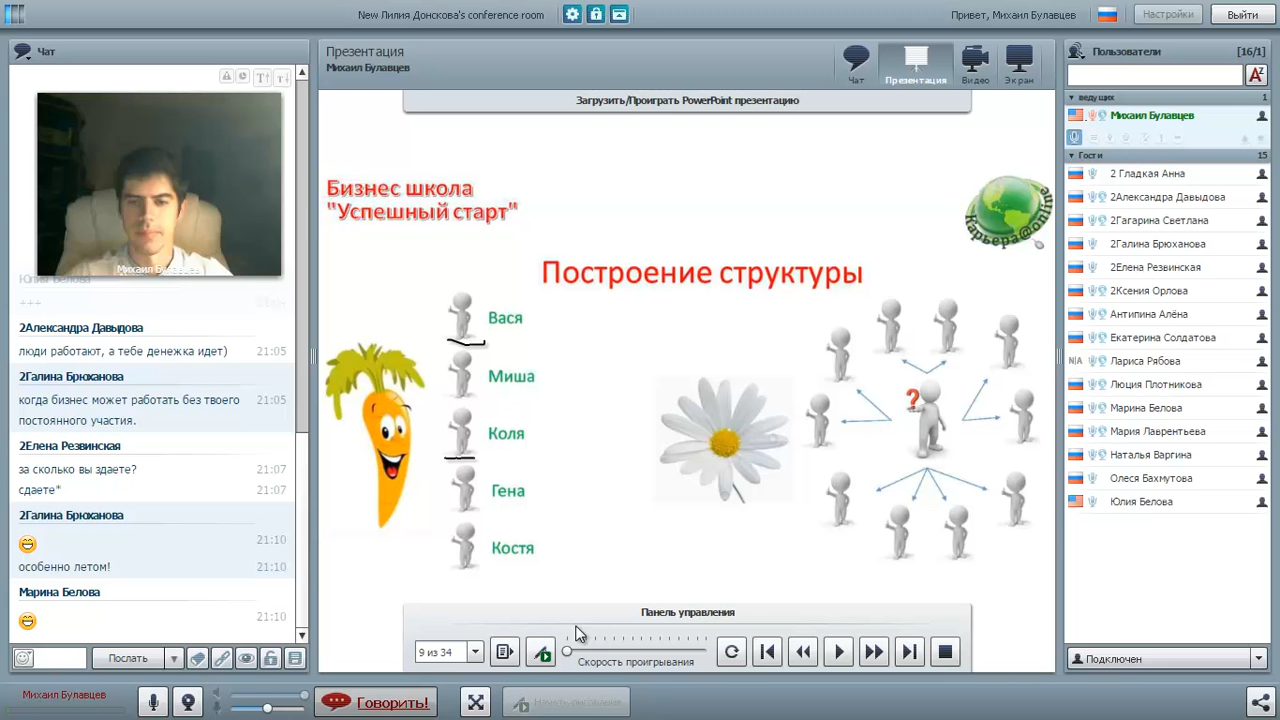 New Лилия Донскова's conference room
Привет, Михаил Булавцев
Настройки
Выйти
Чат
Михаил Булавцев
Юлия Белова
+++
2Александра Давыдова
люди работают, а тебе денежка идет)
21:05
2Галина Брюханова
когда бизнес может работать без твоего
21:05
постоянного участия.
2Елена Резвинская
за сколько вы здаете?
21:07
сдаете*
21:07
2Галина Брюханова
21:10
особенно летом!
21:10
Марина Белова
21:10
Послать
Михаил Булавцев
Говорить!
Презентация
Михаил Булавцев
Чат
Презентация
Видео
Экран
Загрузить/Проиграть PowerPoint презентацию
Бизнес школа
"Успешный старт"
Карьера@online
Построение структуры
Вася
Миша
Коля
Гена
Костя
?
Панель управления
9 из 34
Скорость проигрывания
Пользователи
[16/1]
AZ
ведущих
1
Михаил Булавцев
Гости
15
2 Гладкая Анна
2Александра Давыдова
2Гагарина Светлана
2Галина Брюханова
2Елена Резвинская
2Ксения Орлова
Антипина Алёна
Екатерина Солдатова
N/A
Лариса Рябова
Люция Плотникова
Марина Белова
Мария Лаврентьева
Наталья Варгина
Олеся Бахмутова
Юлия Белова
Подключен